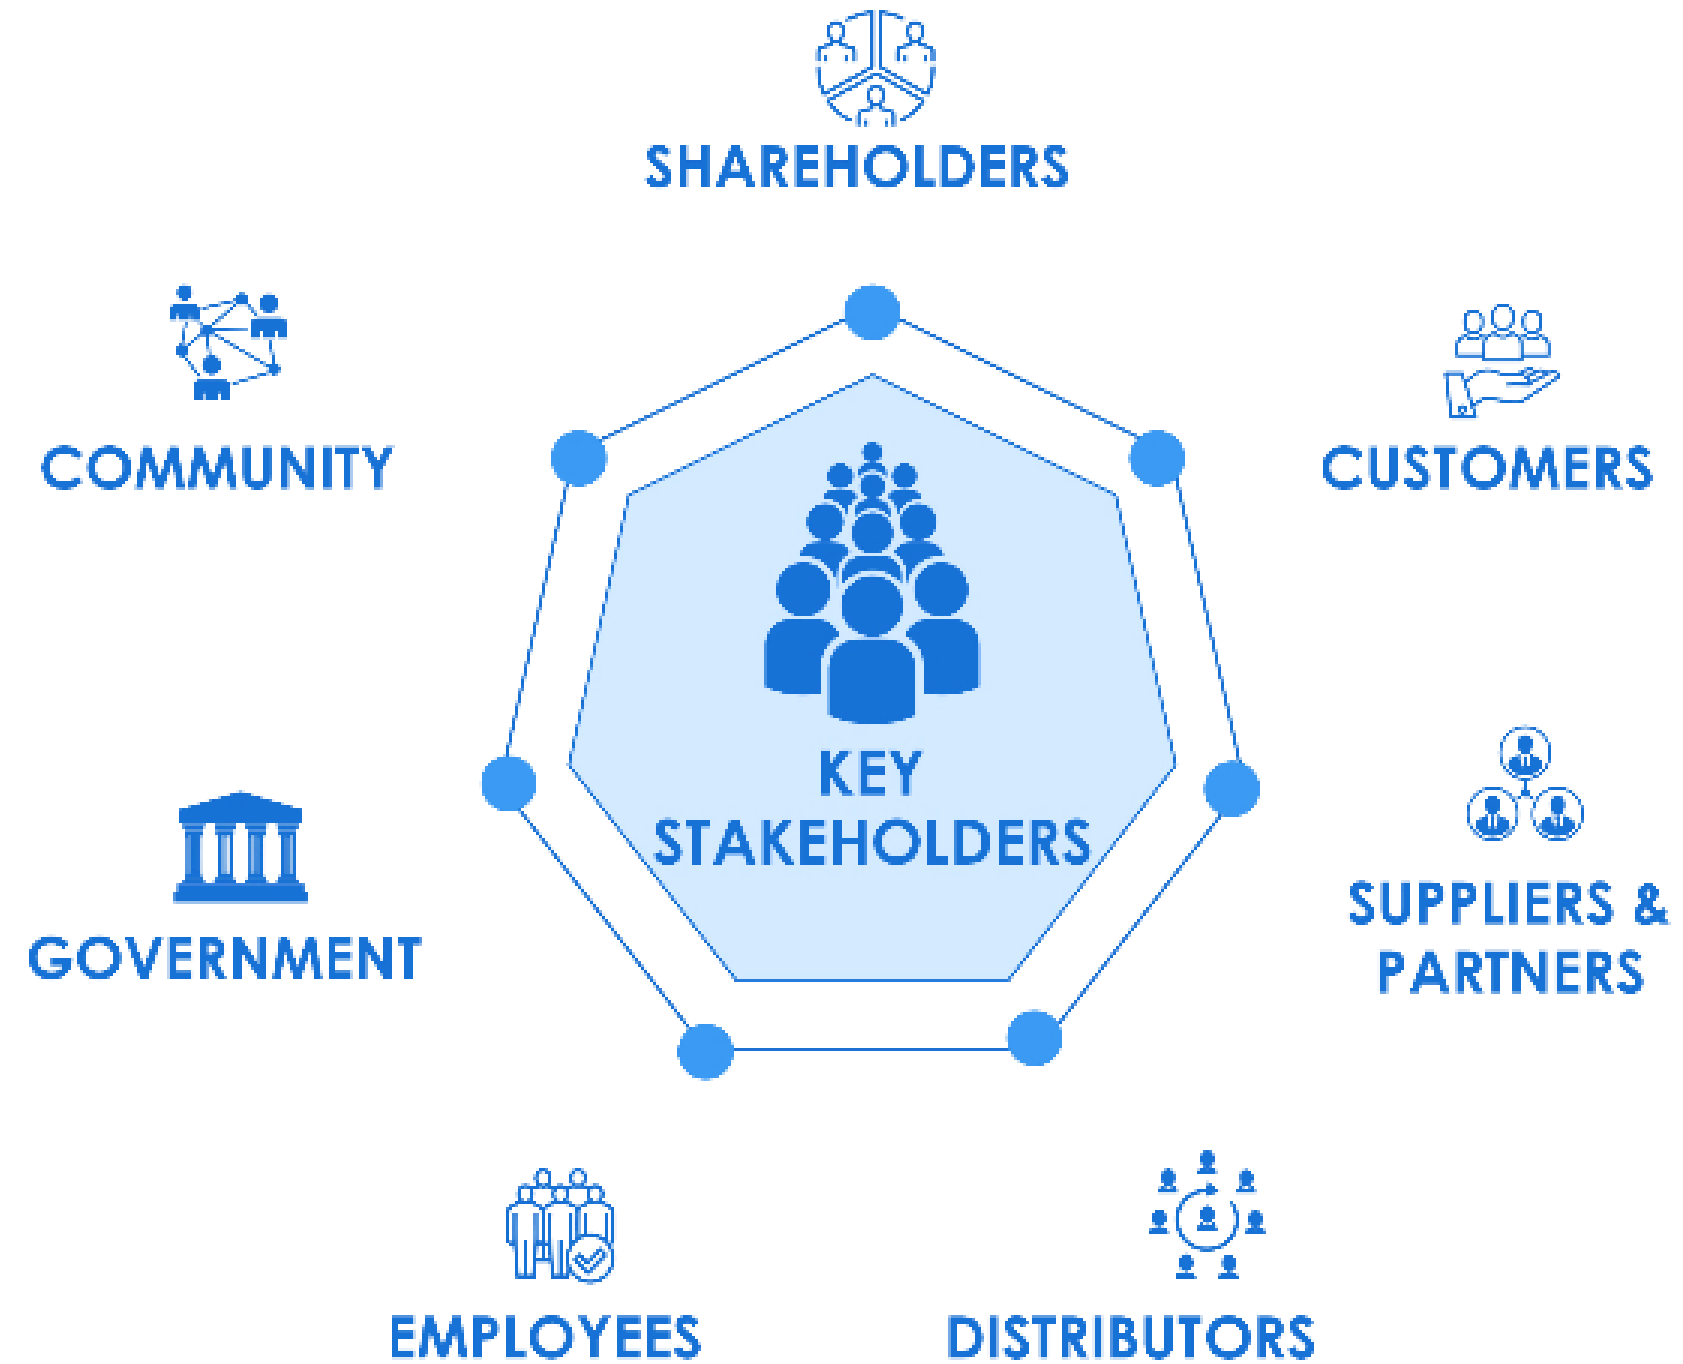 SHAREHOLDERS
COMMUNITY
CUSTOMERS
KEY
STAKEHOLDERS
GOVERNMENT
SUPPLIERS &
PARTNERS
EMPLOYEES
DISTRIBUTORS